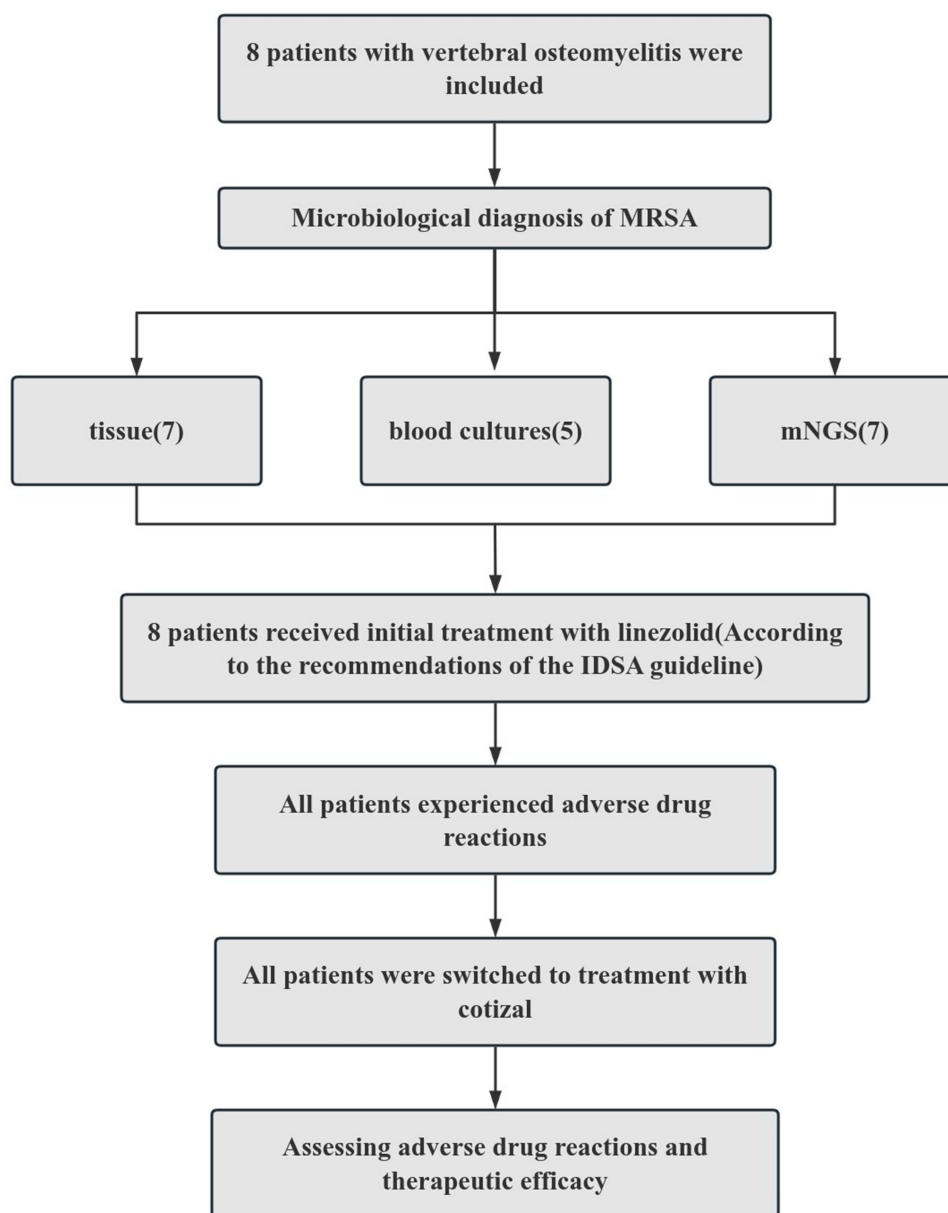 8 patients with vertebral osteomyelitis were
included
Microbiological diagnosis of MRSA
tissue(7)
blood cultures(5)
mNGS(7)
8 patients received initial treatment with linezolid(According
to the recommendations of the IDSA guideline)
All patients experienced adverse drug
reactions
All patients were switched to treatment with
cotizal
Assessing adverse drug reactions and
therapeutic efficacy